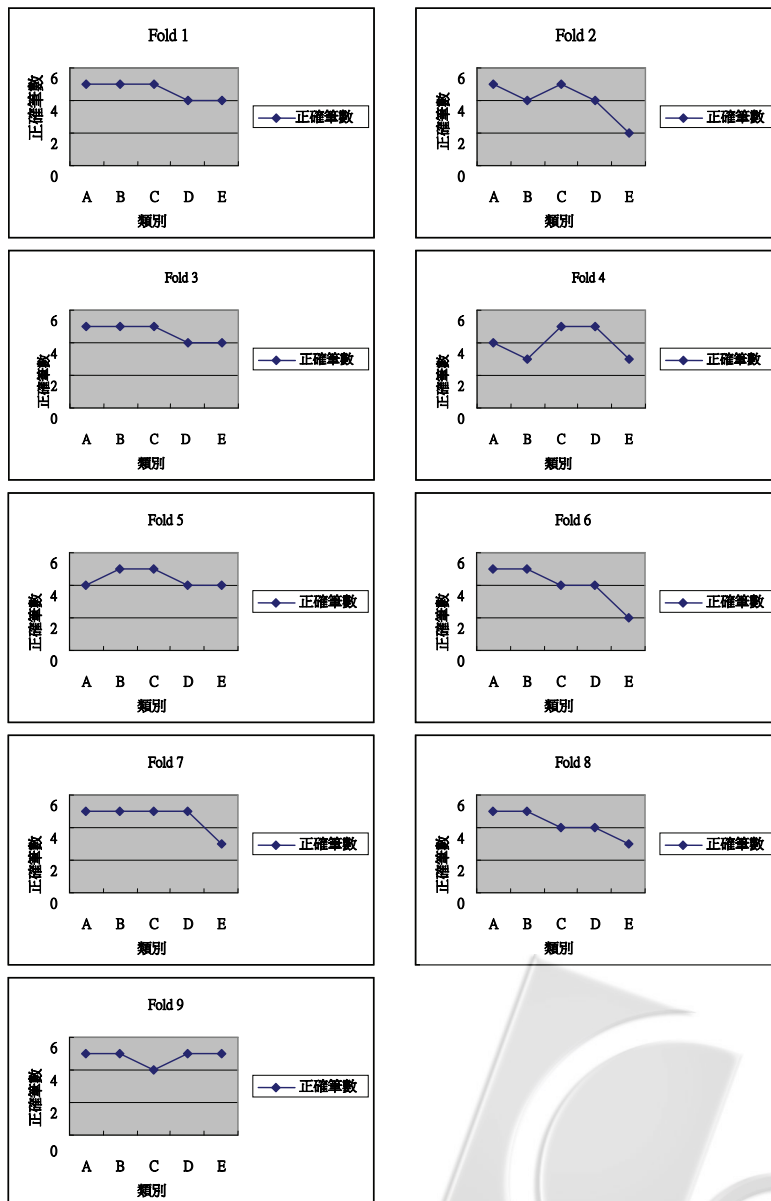 Fold 1
正確筆數
6
4
2
0
A B C D E
類別
正確筆數
Fold 2
正確筆數
6
4
2
0
A B C D E
類別
正確筆數
Fold 3
正確筆數
6
4
2
0
A B C D E
類別
正確筆數
Fold 4
正確筆數
6
4
2
0
A B C D E
類別
正確筆數
Fold 5
正確筆數
6
4
2
0
A B C D E
類別
正確筆數
Fold 6
正確筆數
6
4
2
0
A B C D E
類別
正確筆數
Fold 7
正確筆數
6
4
2
0
A B C D E
類別
正確筆數
Fold 8
正確筆數
6
4
2
0
A B C D E
類別
正確筆數
Fold 9
正確筆數
6
4
2
0
A B C D E
類別
正確筆數